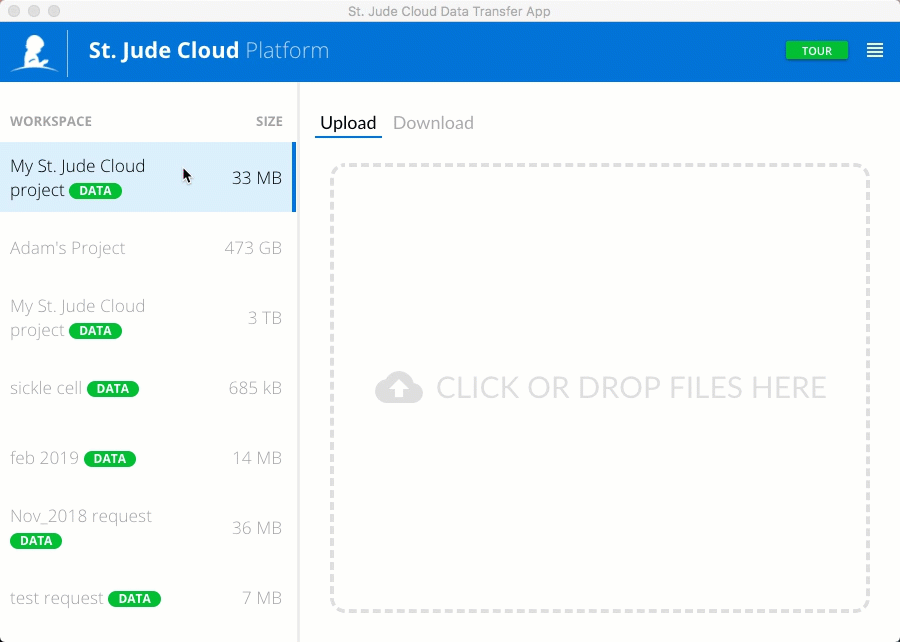 St. Jude Cloud Data Transfer App
St. Jude Cloud Platform
TOUR
WORKSPACE SIZE
My St. Jude Cloud
project DATA
33 MB
Adam's Project 473 GB
My St. Jude Cloud
project DATA
3 TB
sickle cell DATA 685 kB
feb 2019 DATA 14 MB
Nov_2018 request
DATA
36 MB
test request DATA 7 MB
Upload Download
CLICK OR DROP FILES HERE